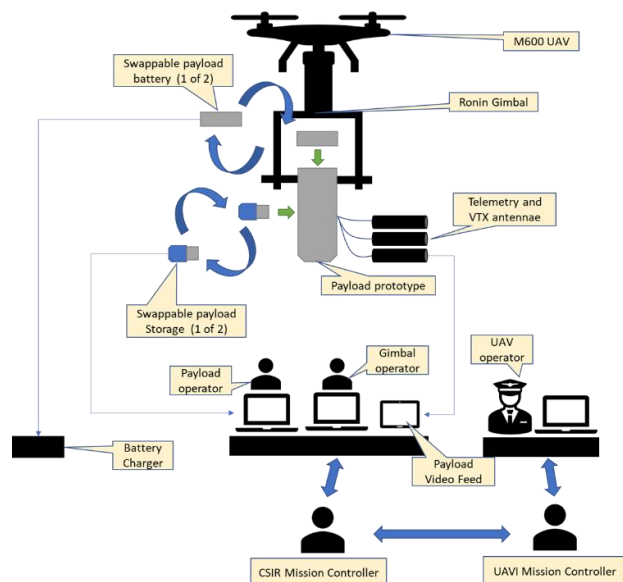 M600 UAV
Swappable payload
battery (1 of 2)
Ronin Gimbal
Telemetry and
VTX antennae
Payload prototype
Swappable payload
Storage (1 of 2)
Payload
operator
Gimbal
operator
UAV
operator
Battery
Charger
Payload
Video Feed
CSIR Mission Controller
UAVI Mission Controller